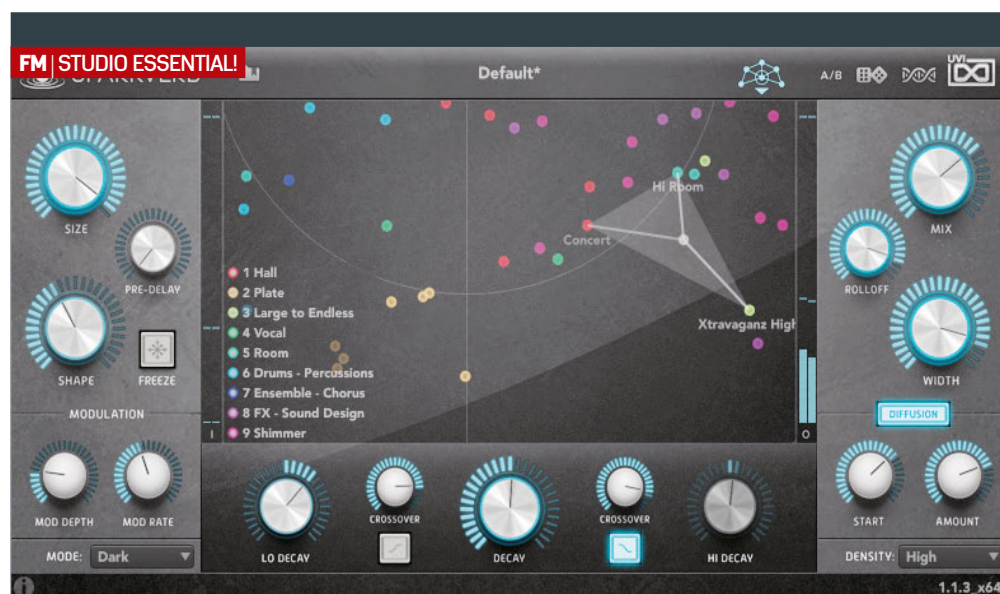 FM | STUDIO ESSENTIAL!
SPARKVERB
Default*
A/B
UVI
SIZE
PRE-DELAY
SHAPE
FREEZE
MODULATION
MOD DEPTH
MOD RATE
MODE: Dark
Hi Room
Concert
Xtravaganz High
1 Hall
2 Plate
3 Large to Endless
4 Vocal
5 Room
6 Drums - Percussions
7 Ensemble - Chorus
8 FX - Sound Design
9 Shimmer
I
O
LO DECAY
CROSSOVER
DECAY
CROSSOVER
HI DECAY
MIX
ROLLOFF
WIDTH
DIFFUSION
START
AMOUNT
DENSITY: High
1.1.3_x64